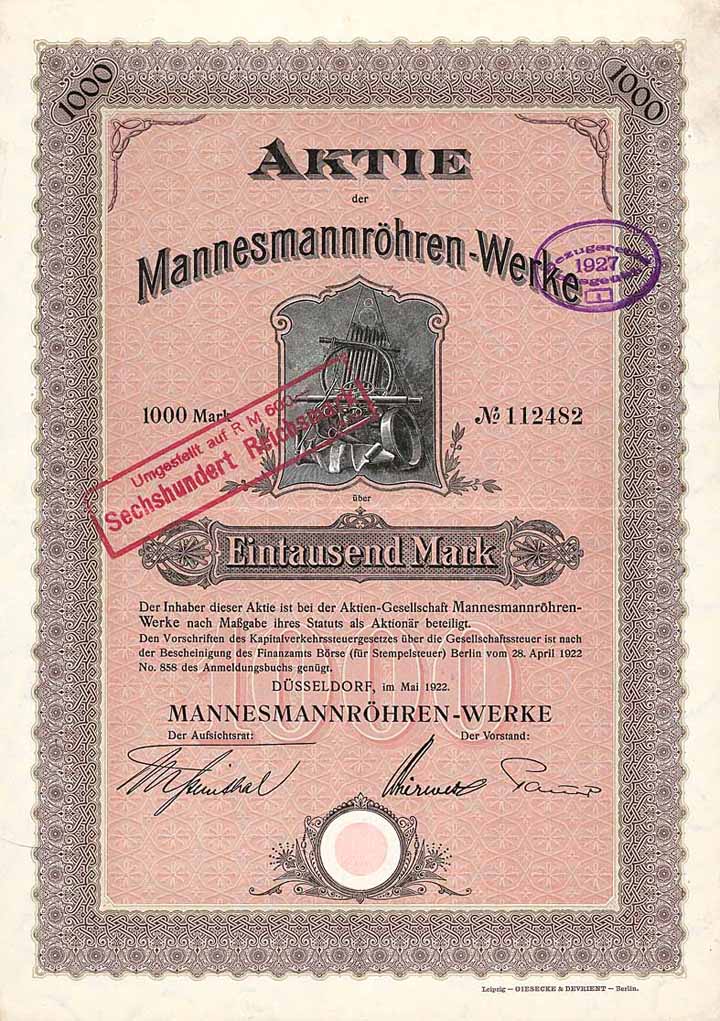 1000
1000
AKTIE
der
Mannesmannröhren-Werke
Bezugsrecht
1927
1
1000 Mark
№ 112482
Umgestellt auf R M 600.
Sechshundert Reichsmark
über
Eintausend Mark
Der Inhaber dieser Aktie ist bei der Aktien-Gesellschaft Mannesmannröhren-
Werke nach Maßgabe ihres Statuts als Aktionär beteiligt.
Den Vorschriften des Kapitalverkehrssteuergesetzes über die Gesellschaftssteuer ist nach
der Bescheinigung des Finanzamts Börse (für Stempelsteuer) Berlin vom 28. April 1922
No. 858 des Anmeldungsbuchs genügt.
1000
DÜSSELDORF, im Mai 1922.
MANNESMANNRÖHREN-WERKE
Der Aufsichtsrat:
Der Vorstand:
Leipzig — GIESECKE & DEVRIENT — Berlin.